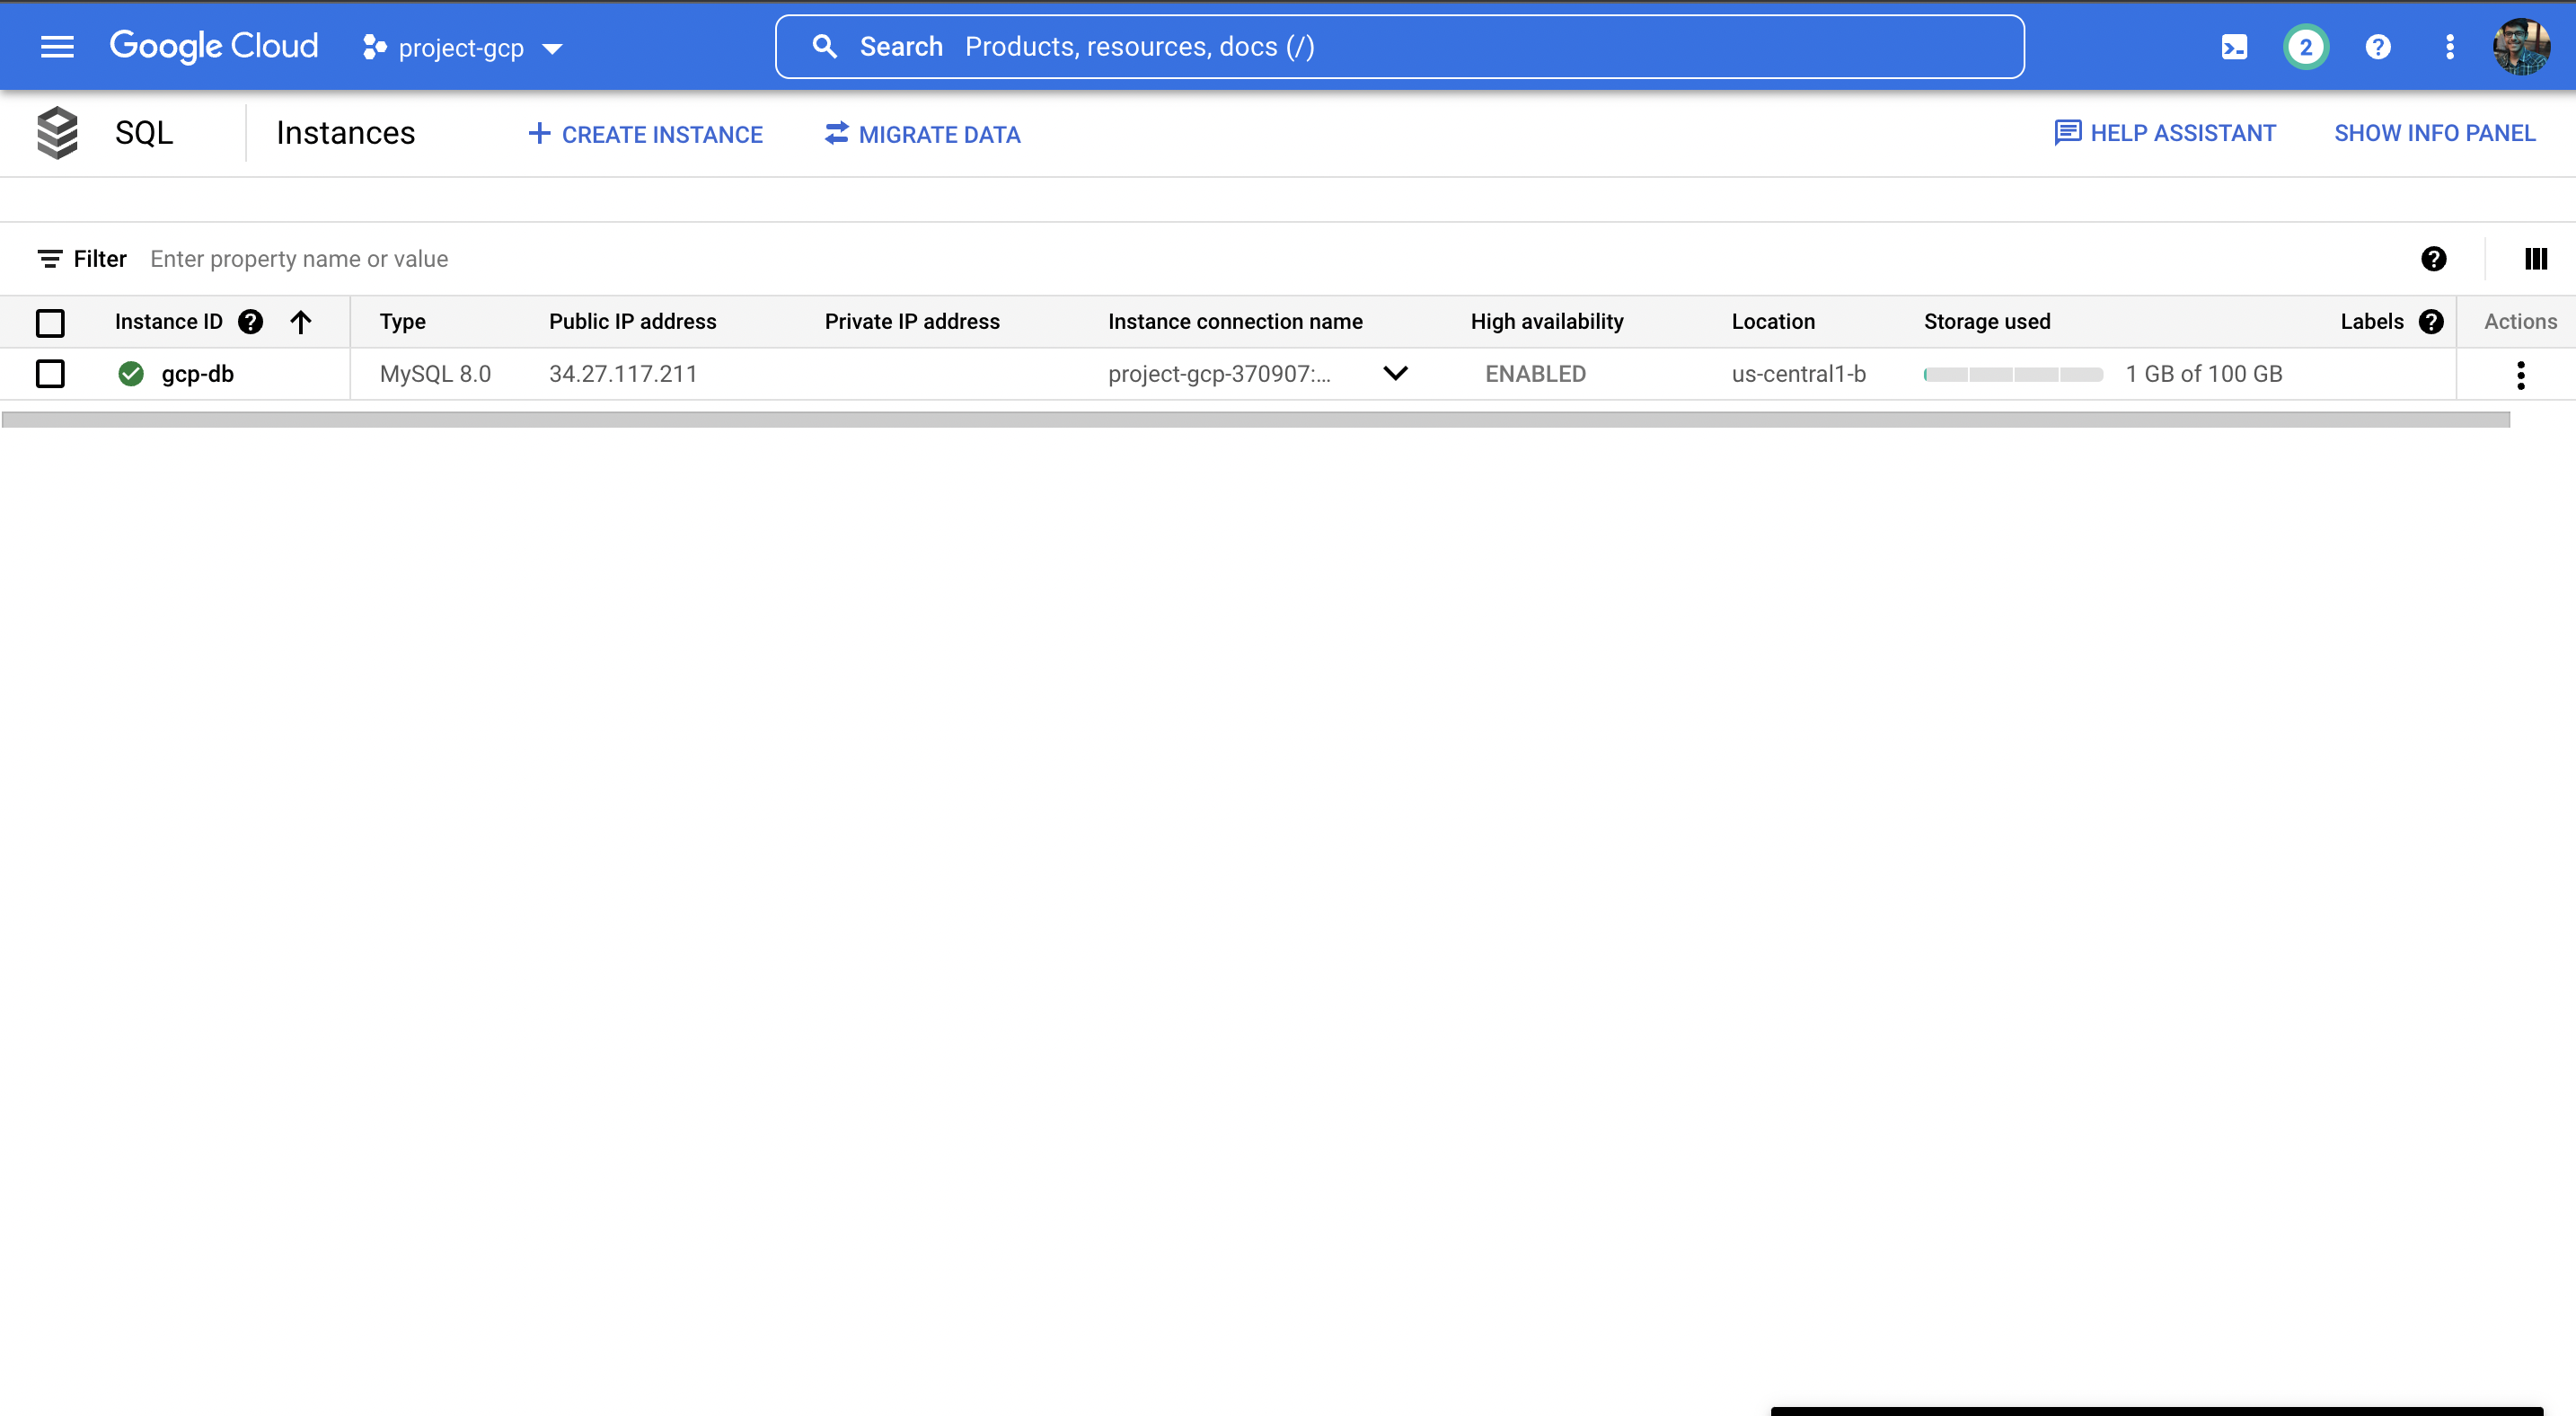 Google Cloud project-gcp Search Products, resources, docs (/) 2
SQL Instances CREATE INSTANCE MIGRATE DATA HELP ASSISTANT SHOW INFO PANEL
Filter Enter property name or value
Instance ID Type Public IP address Private IP address Instance connection name High availability Location Storage used Labels Actions
gcp-db MySQL 8.0 34.27.117.211 project-gcp-370907:... ENABLED us-central1-b 1 GB of 100 GB